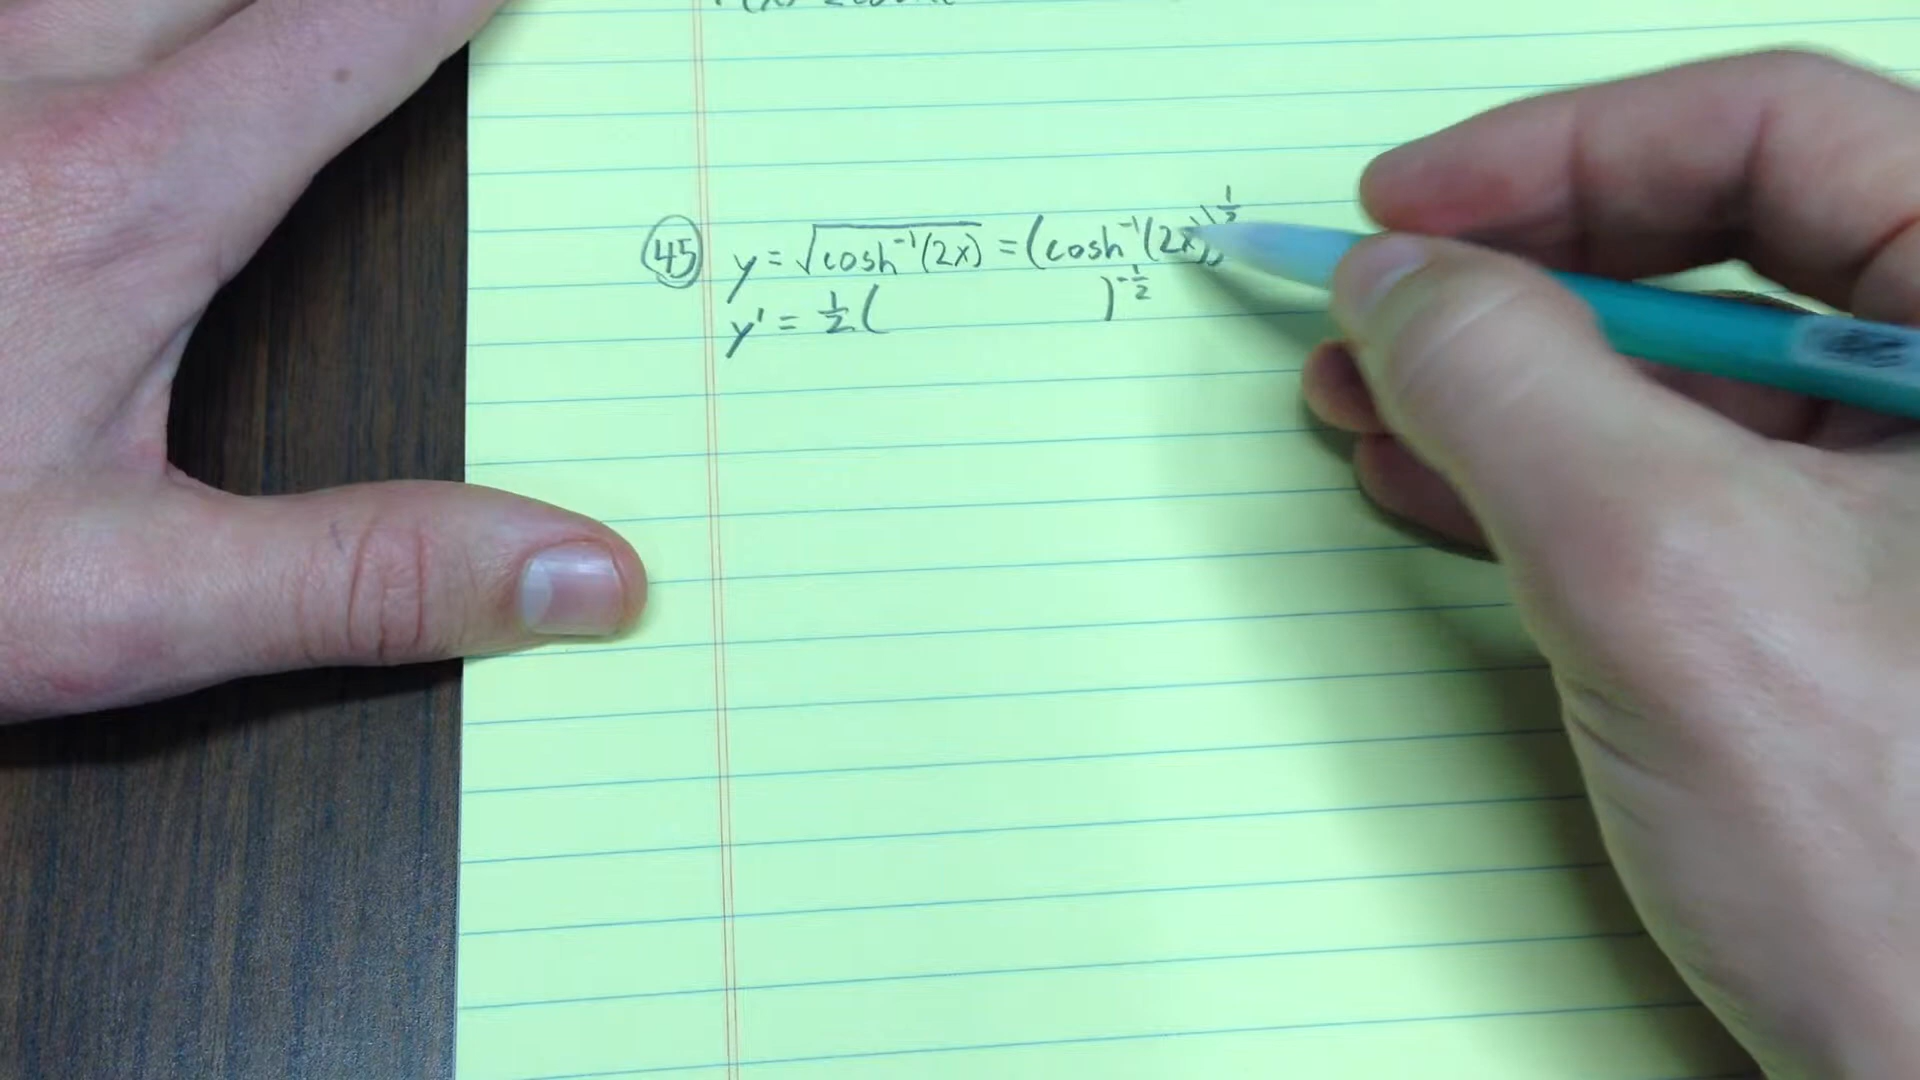 45 y = √cosh⁻¹(2x) = (cosh⁻¹(2x))^½
y' = ½( )^-½